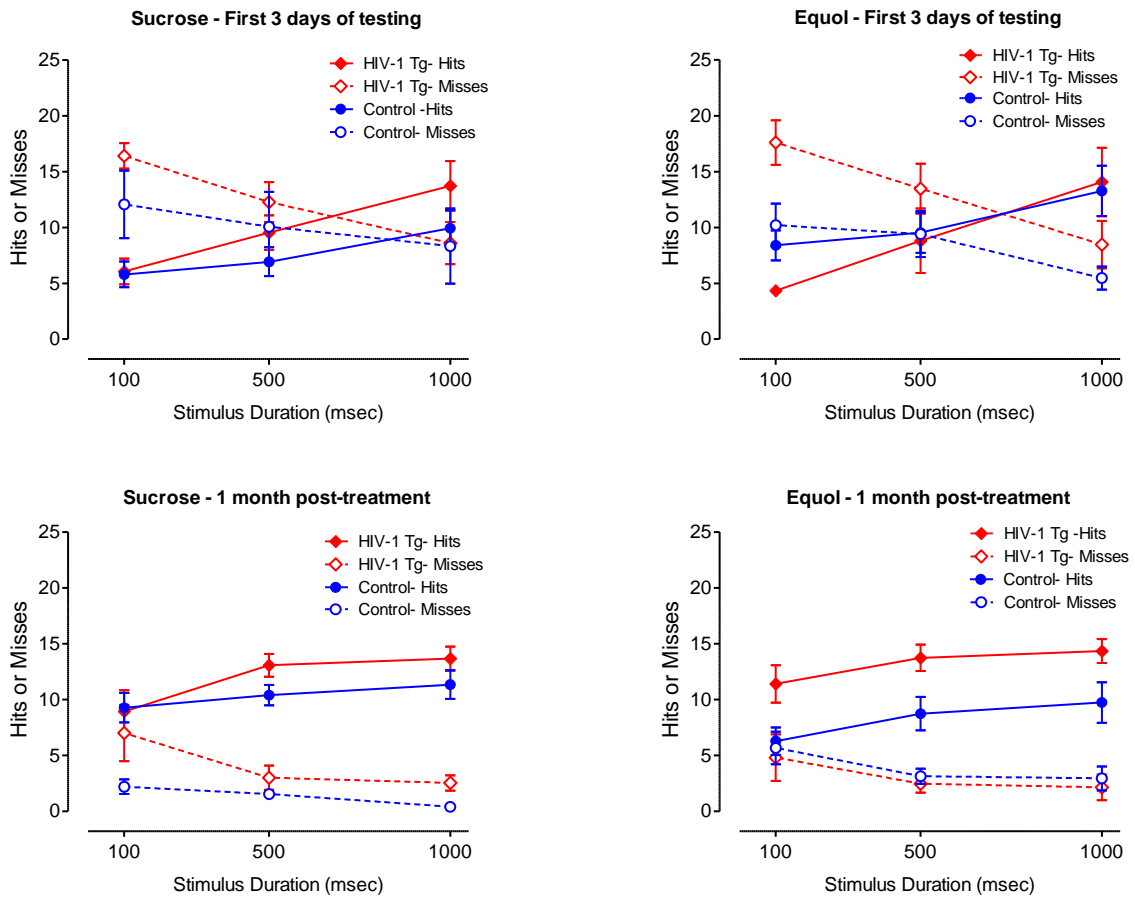 Sucrose - First 3 days of testing
HIV-1 Tg- Hits
HIV-1 Tg- Misses
Control -Hits
Control- Misses
25
20
15
10
5
0
Hits or Misses
100
500
1000
Stimulus Duration (msec)
Equol - First 3 days of testing
HIV-1 Tg- Hits
HIV-1 Tg- Misses
Control- Hits
Control- Misses
25
20
15
10
5
0
Hits or Misses
100
500
1000
Stimulus Duration (msec)
Sucrose - 1 month post-treatment
HIV-1 Tg- Hits
HIV-1 Tg- Misses
Control- Hits
Control- Misses
25
20
15
10
5
0
Hits or Misses
100
500
1000
Stimulus Duration (msec)
Equol - 1 month post-treatment
HIV-1 Tg -Hits
HIV-1 Tg- Misses
Control- Hits
Control- Misses
25
20
15
10
5
0
Hits or Misses
100
500
1000
Stimulus Duration (msec)